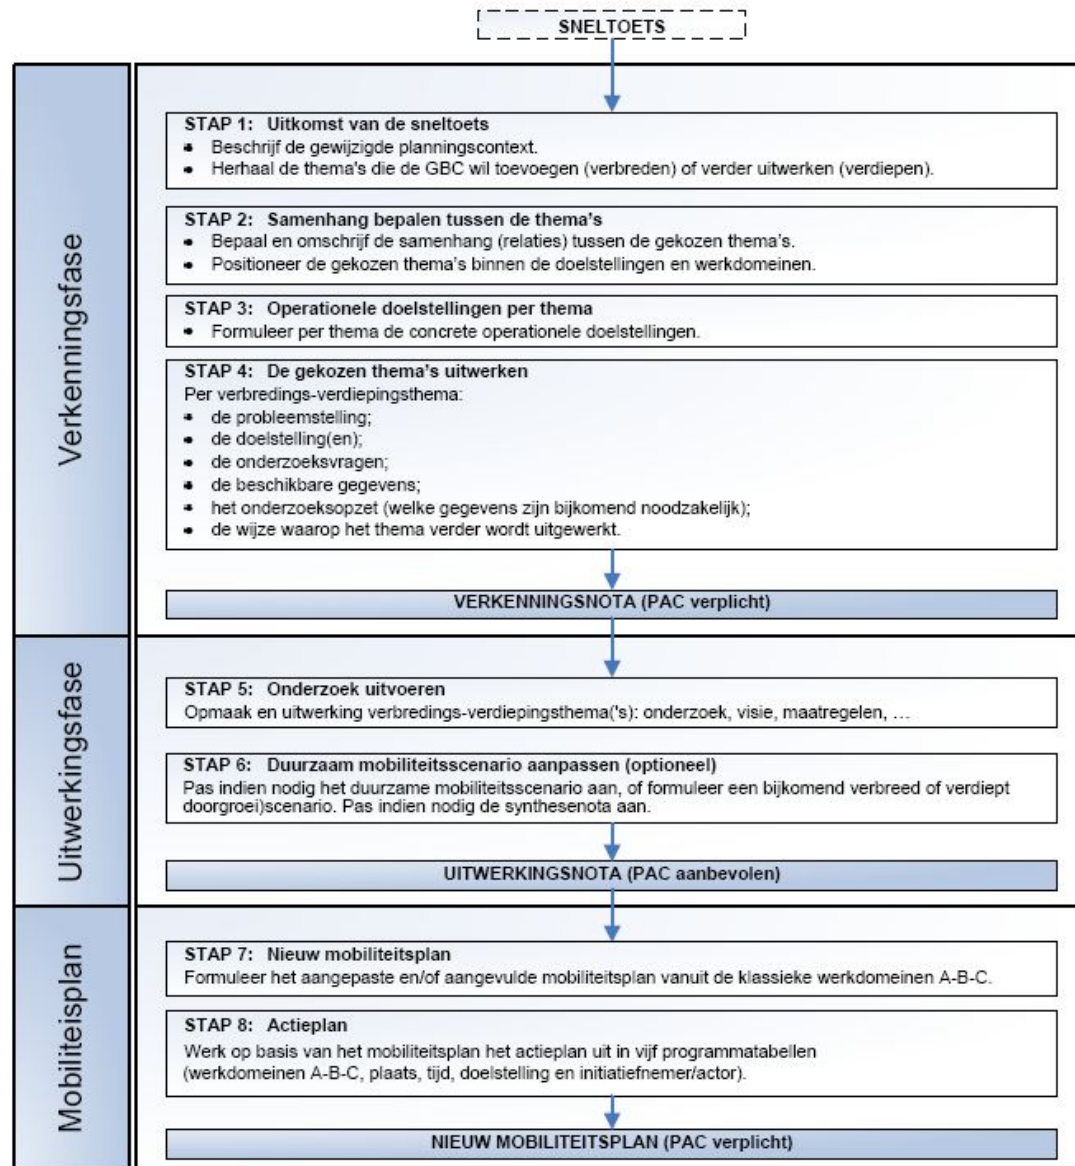 SNELTOETS
Verkenningsfase
STAP 1: Uitkomst van de sneltoets
• Beschrijf de gewijzigde planningscontext.
• Herhaal de thema's die de GBC wil toevoegen (verbreden) of verder uitwerken (verdiepen).
STAP 2: Samenhang bepalen tussen de thema's
• Bepaal en omschrijf de samenhang (relaties) tussen de gekozen thema's.
• Positioneer de gekozen thema's binnen de doelstellingen en werkdomeinen.
STAP 3: Operationele doelstellingen per thema
• Formuleer per thema de concrete operationele doelstellingen.
STAP 4: De gekozen thema's uitwerken
Per verbredings-verdiepingsthema:
• de probleemstelling;
• de doelstelling(en);
• de onderzoeksvragen;
• de beschikbare gegevens;
• het onderzoeksopzet (welke gegevens zijn bijkomend noodzakelijk);
• de wijze waarop het thema verder wordt uitgewerkt.
VERKENNINGSNOTA (PAC verplicht)
Uitwerkingsfase
STAP 5: Onderzoek uitvoeren
Opmaak en uitwerking verbredings-verdiepingsthema('s): onderzoek, visie, maatregelen, …
STAP 6: Duurzaam mobiliteitsscenario aanpassen (optioneel)
Pas indien nodig het duurzame mobiliteitsscenario aan, of formuleer een bijkomend verbreed of verdiept
doorgroei)scenario. Pas indien nodig de synthesenota aan.
UITWERKINGSNOTA (PAC aanbevolen)
Mobiliteisplan
STAP 7: Nieuw mobiliteitsplan
Formuleer het aangepaste en/of aangevulde mobiliteitsplan vanuit de klassieke werkdomeinen A-B-C.
STAP 8: Actieplan
Werk op basis van het mobiliteitsplan het actieplan uit in vijf programmatabellen
(werkdomeinen A-B-C, plaats, tijd, doelstelling en initiatiefnemer/actor).
NIEUW MOBILITEITSPLAN (PAC verplicht)